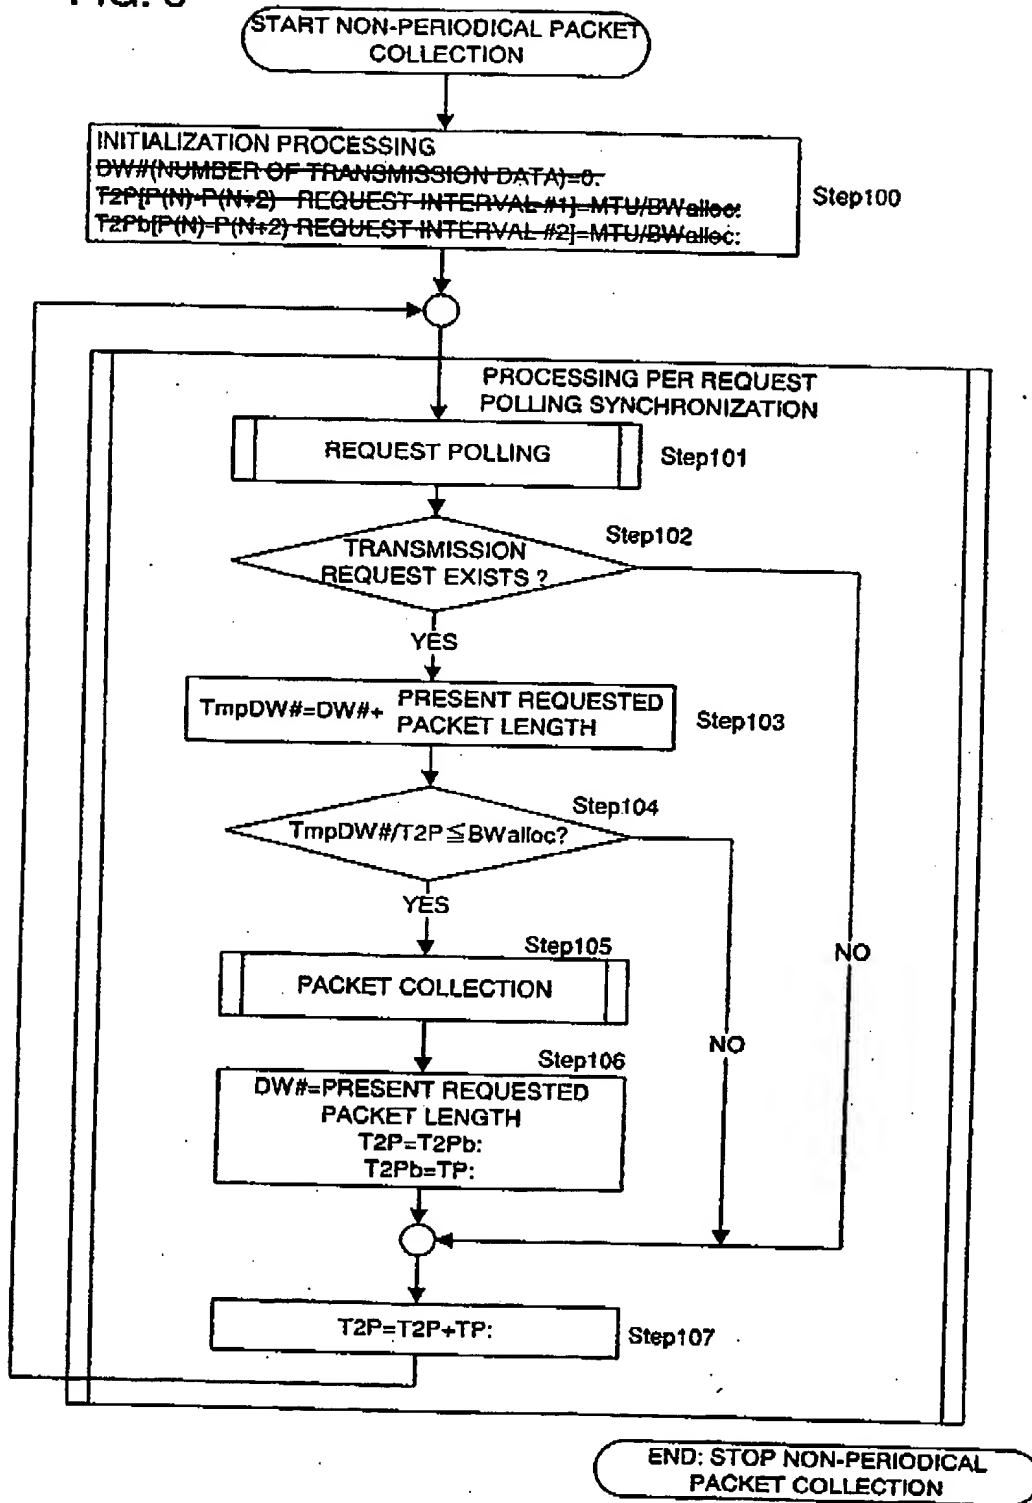 START NON-PERIODICAL PACKET
COLLECTION
INITIALIZATION PROCESSING
DW#(NUMBER OF TRANSMISSION DATA)=0:
T2P[P(N)-P(N+2) REQUEST INTERVAL #1]=MTU/BWalloc:
T2Pb[P(N)-P(N+2) REQUEST INTERVAL #2]=MTU/BWalloc:
Step100
PROCESSING PER REQUEST
POLLING SYNCHRONIZATION
REQUEST POLLING
Step101
Step102
TRANSMISSION
REQUEST EXISTS ?
YES
TmpDW#=DW#+ PRESENT REQUESTED
PACKET LENGTH
Step103
Step104
TmpDW#/T2P≦BWalloc?
YES
Step105
NO
PACKET COLLECTION
NO
Step106
DW#=PRESENT REQUESTED
PACKET LENGTH
T2P=T2Pb:
T2Pb=TP:
T2P=T2P+TP:
Step107
END: STOP NON-PERIODICAL
PACKET COLLECTION